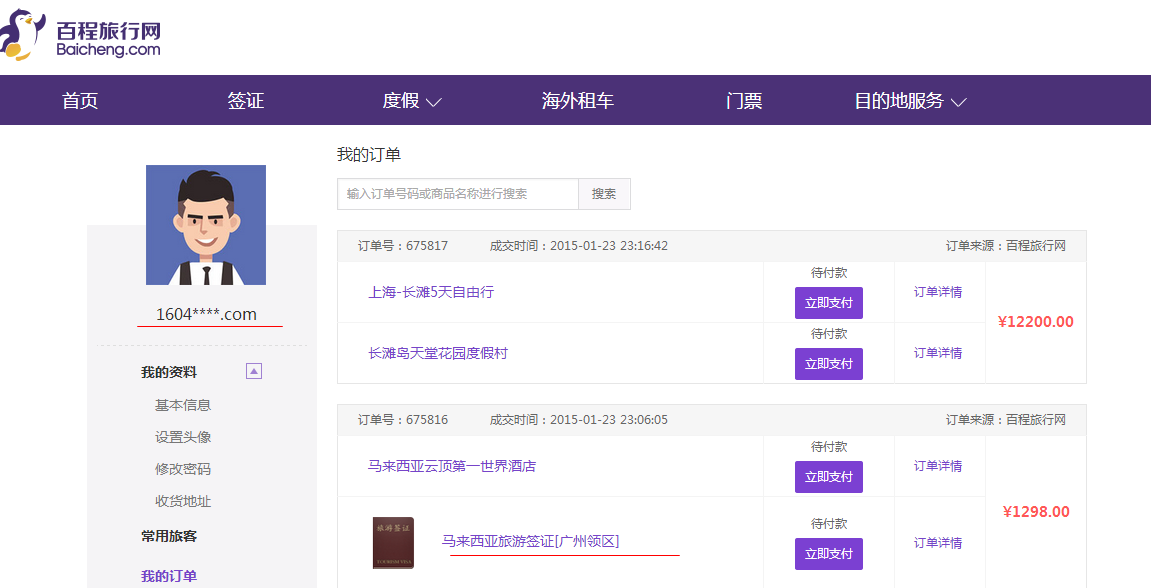 百程旅行网
Baicheng.com
首页 签证 度假 海外租车 门票 目的地服务
我的订单
输入订单号码或商品名称进行搜索 搜索
1604****.com
我的资料
基本信息
设置头像
修改密码
收货地址
常用旅客
我的订单
订单号：675817 成交时间：2015-01-23 23:16:42 订单来源：百程旅行网
上海-长滩5天自由行 待付款 立即支付 订单详情
¥12200.00
长滩岛天堂花园度假村 待付款 立即支付 订单详情
订单号：675816 成交时间：2015-01-23 23:06:05 订单来源：百程旅行网
马来西亚云顶第一世界酒店 待付款 立即支付 订单详情
¥1298.00
旅游签证
马来西亚旅游签证[广州领区] 待付款 立即支付 订单详情